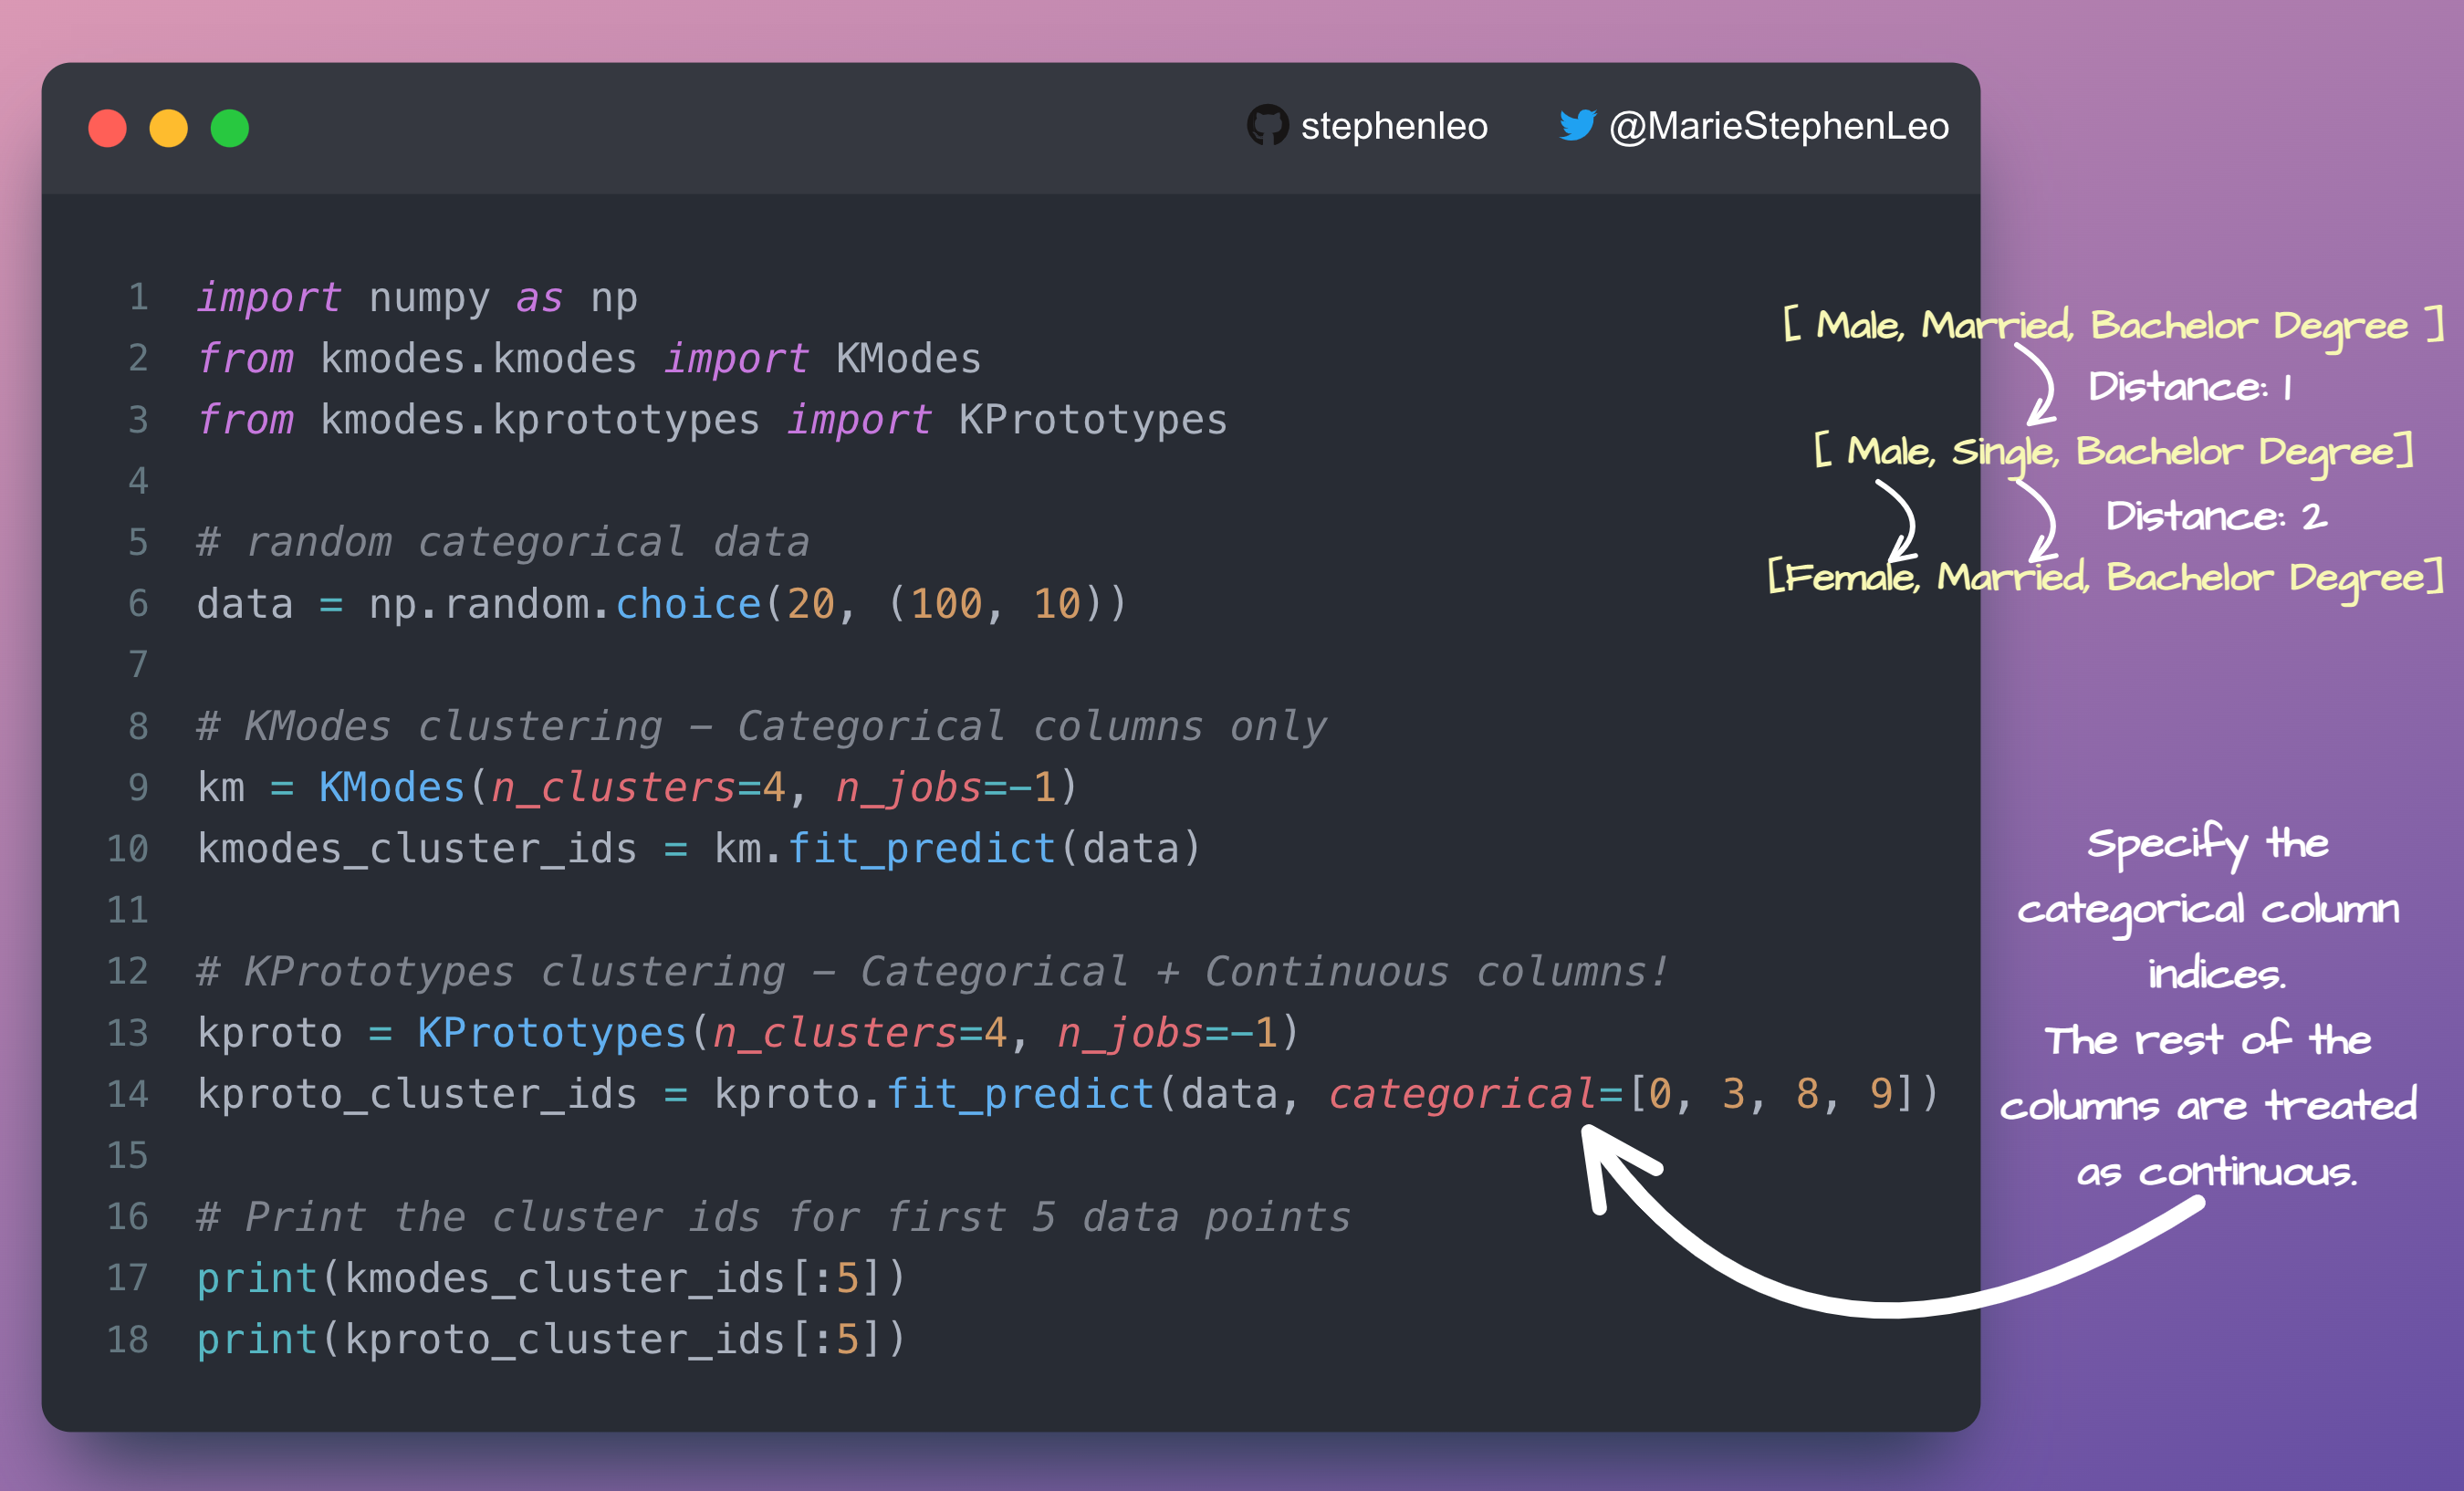 stephenleo @MarieStephenLeo
1 import numpy as np
2 from kmodes.kmodes import KModes
3 from kmodes.kprototypes import KPrototypes
4
5 # random categorical data
6 data = np.random.choice(20, (100, 10))
7
8 # KModes clustering – Categorical columns only
9 km = KModes(n_clusters=4, n_jobs=-1)
10 kmodes_cluster_ids = km.fit_predict(data)
11
12 # KPrototypes clustering – Categorical + Continuous columns!
13 kproto = KPrototypes(n_clusters=4, n_jobs=-1)
14 kproto_cluster_ids = kproto.fit_predict(data, categorical=[0, 3, 8, 9])
15
16 # Print the cluster ids for first 5 data points
17 print(kmodes_cluster_ids[:5])
18 print(kproto_cluster_ids[:5])
[ Male, Married, Bachelor Degree ]
Distance: 1
[ Male, Single, Bachelor Degree]
Distance: 2
[Female, Married, Bachelor Degree]
Specify the
categorical column
indices.
The rest of the
columns are treated
as continuous.